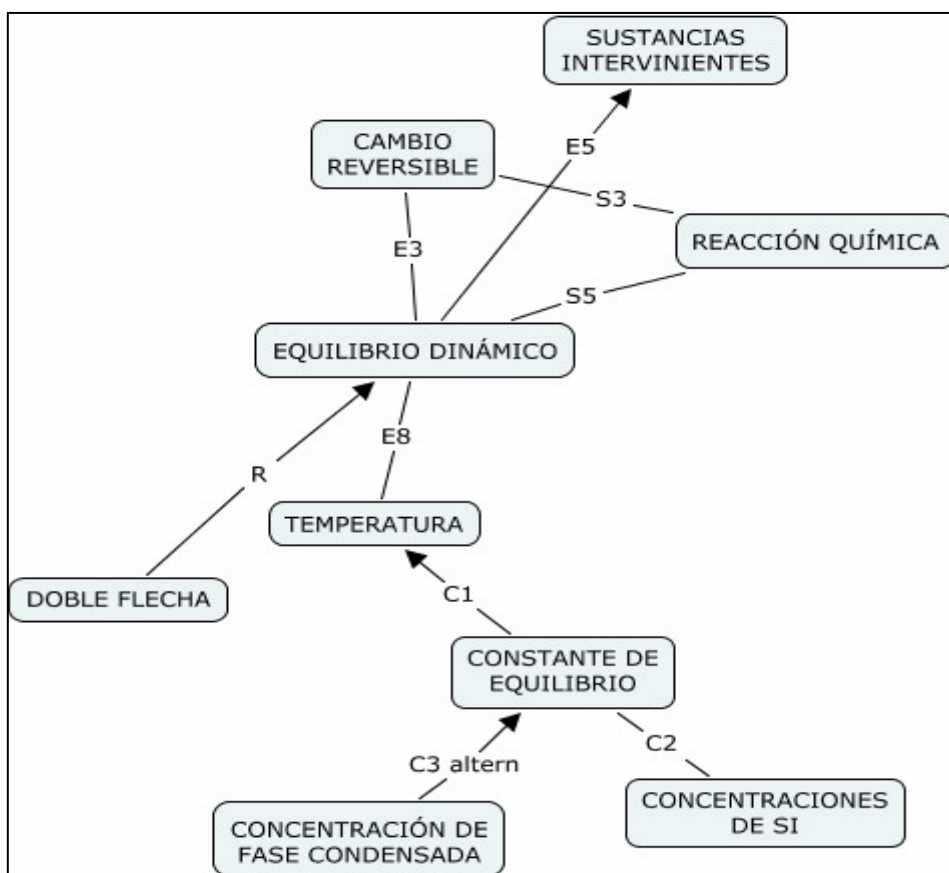 SUSTANCIAS
INTERVINIENTES
CAMBIO
REVERSIBLE
E5
S3
REACCIÓN QUÍMICA
E3
S5
EQUILIBRIO DINÁMICO
E8
R
TEMPERATURA
DOBLE FLECHA
C1
CONSTANTE DE
EQUILIBRIO
C2
C3 altern
CONCENTRACIONES
DE SI
CONCENTRACIÓN DE
FASE CONDENSADA